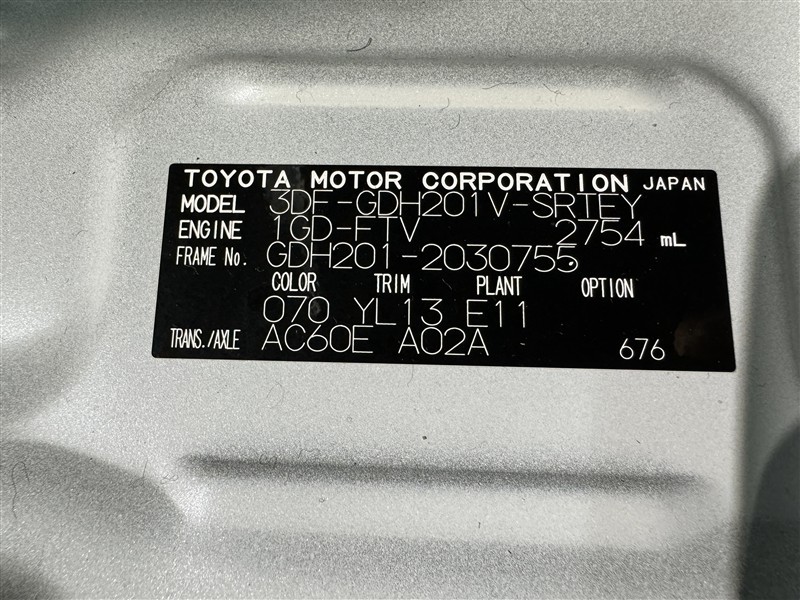 TOYOTA MOTOR CORPORATION JAPAN
MODEL 3DF-GDH201V-SRTEY
ENGINE 1GD-FTV 2754 mL
FRAME No. GDH201-2030755
COLOR TRIM PLANT OPTION
070 YL13 E11
TRANS./AXLE AC60E A02A 676